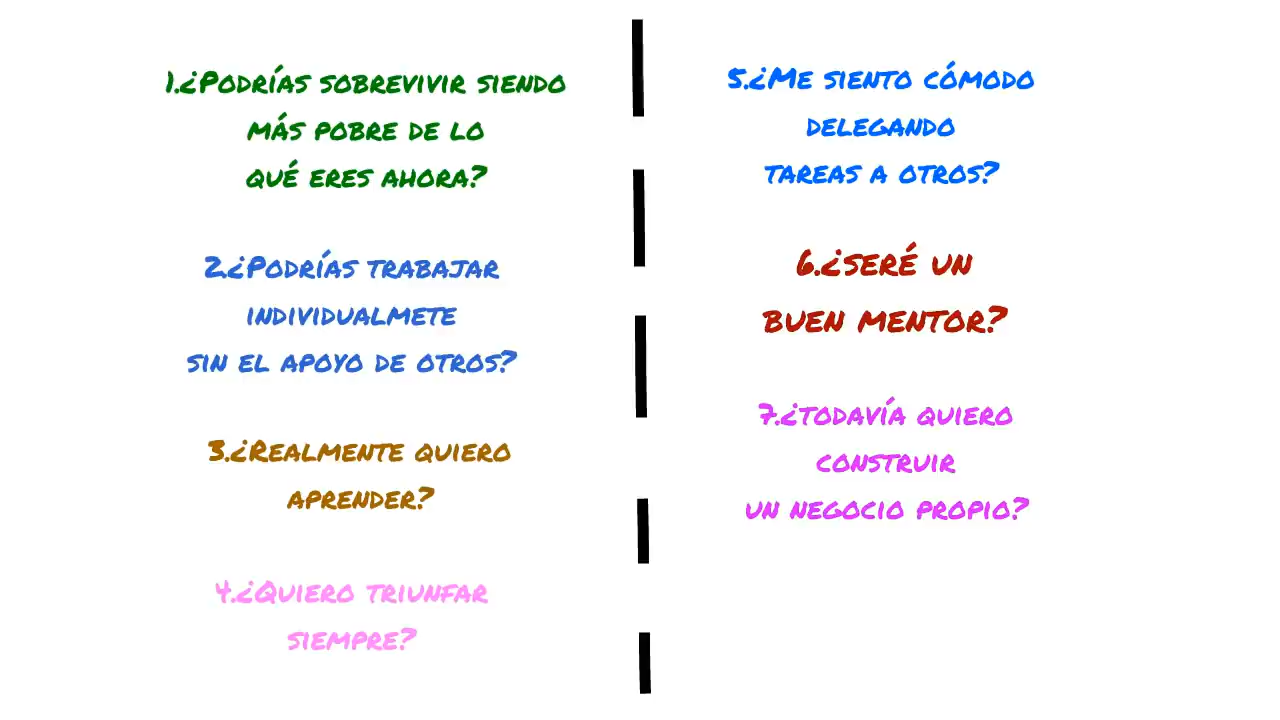 1.¿Podrías sobrevivir siendo
más pobre de lo
qué eres ahora?
2.¿Podrías trabajar
individualmete
sin el apoyo de otros?
3.¿Realmente quiero
aprender?
4.¿Quiero triunfar
siempre?
5.¿Me siento cómodo
delegando
tareas a otros?
6.¿seré un
buen mentor?
7.¿todavía quiero
construir
un negocio propio?